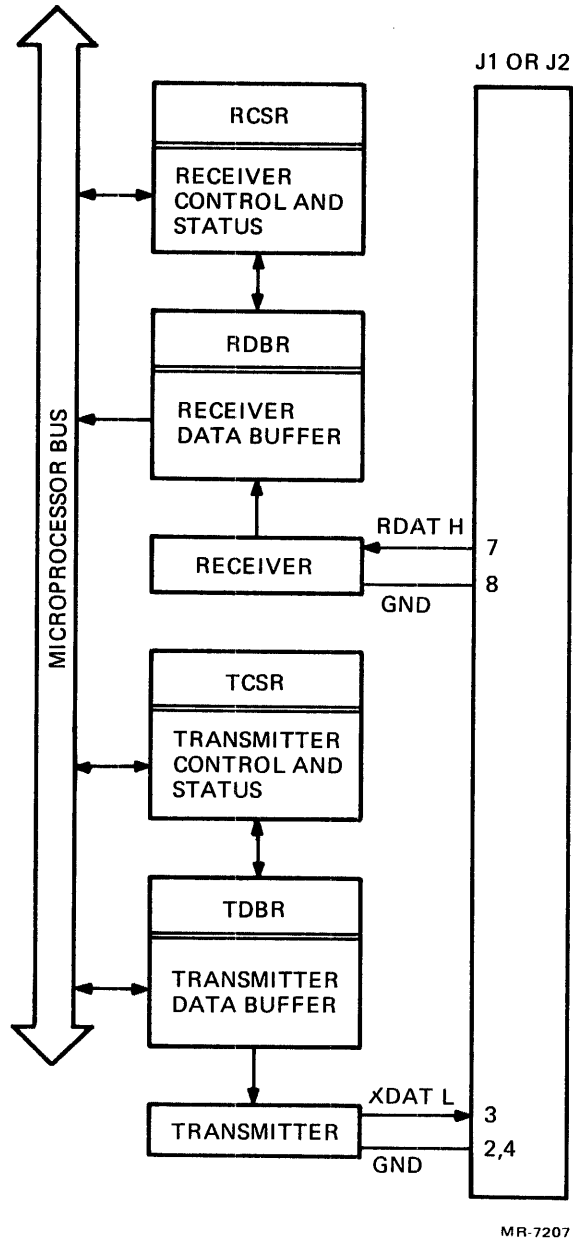 J1 OR J2
RCSR
RECEIVER
CONTROL AND
STATUS
RDBR
RECEIVER
DATA BUFFER
MICROPROCESSOR BUS
RDAT H
7
RECEIVER
8
GND
TCSR
TRANSMITTER
CONTROL AND
STATUS
TDBR
TRANSMITTER
DATA BUFFER
XDAT L
3
TRANSMITTER
2,4
GND
MR-7207